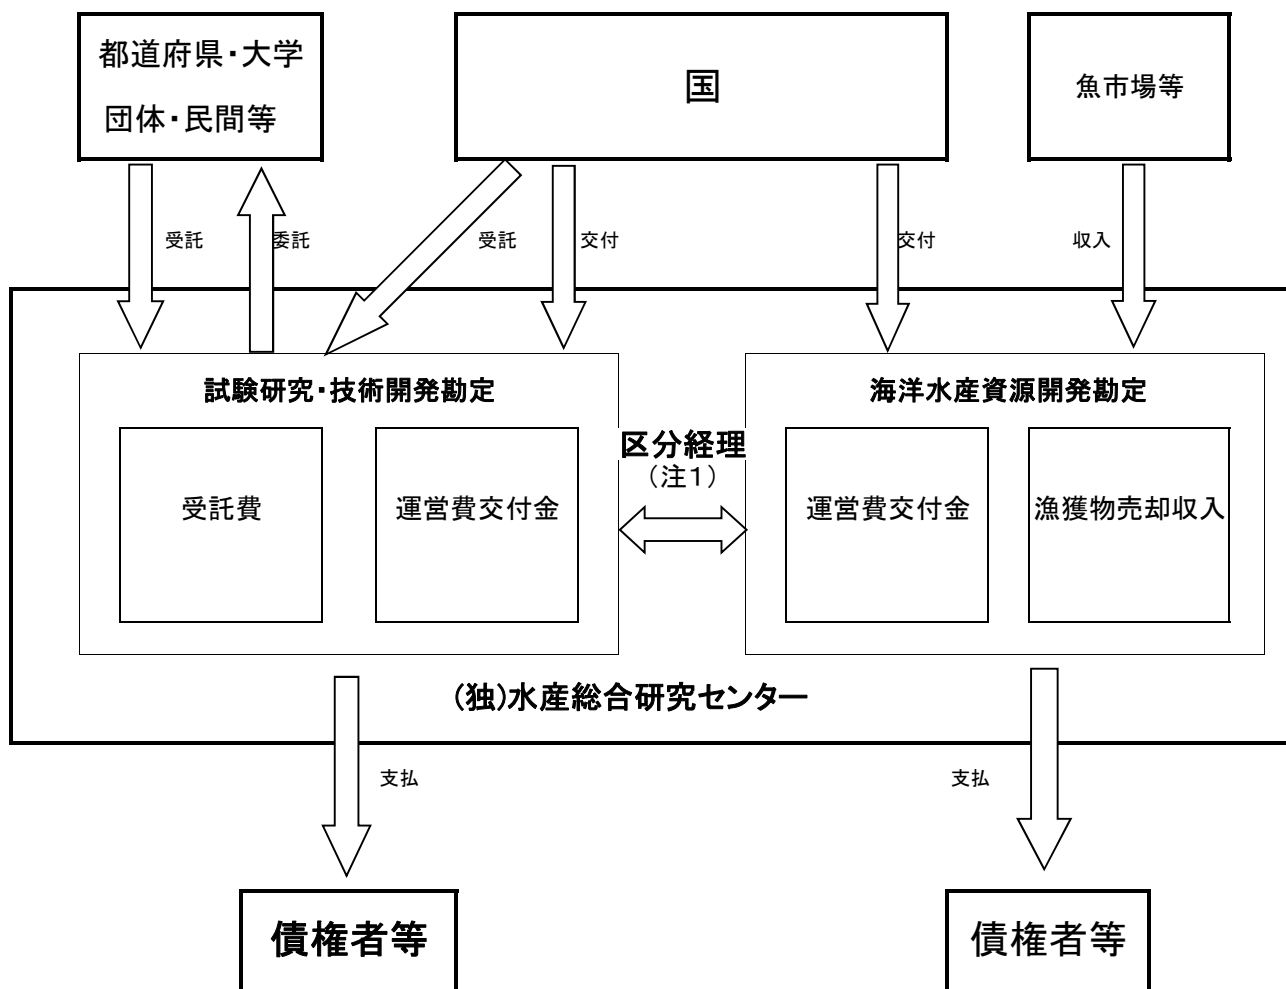 都道府県・大学
団体・民間等
国
魚市場等
受託
委託
受託
交付
交付
収入
試験研究・技術開発勘定
海洋水産資源開発勘定
区分経理
(注1)
受託費
運営費交付金
運営費交付金
漁獲物売却収入
(独)水産総合研究センター
支払
支払
債権者等
債権者等